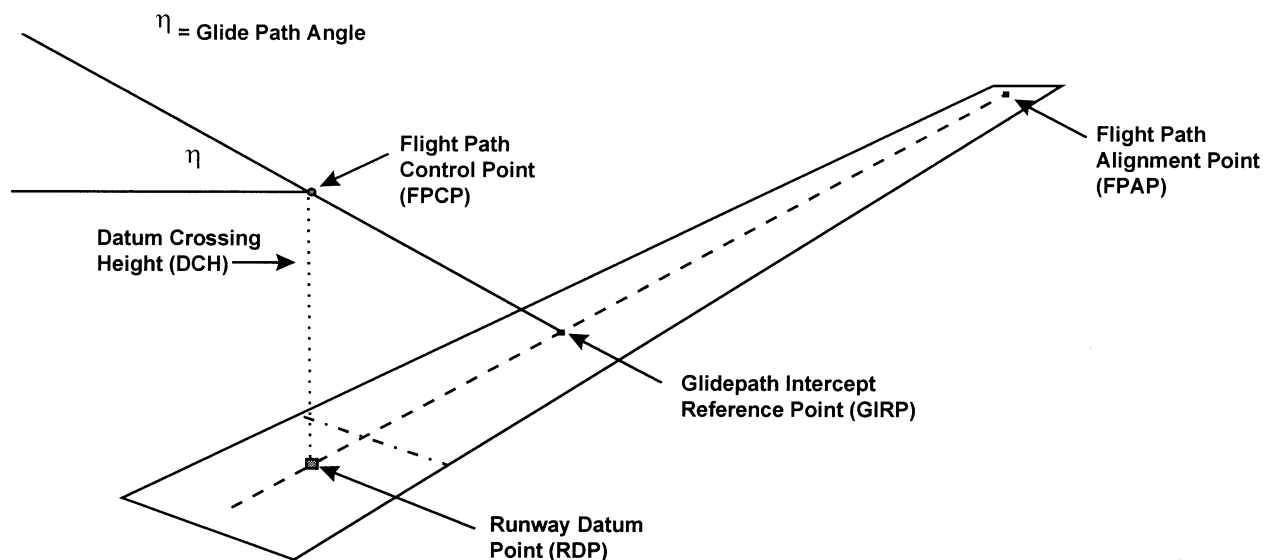 η = Glide Path Angle
η
Flight Path
Control Point
(FPCP)
Flight Path
Alignment Point
(FPAP)
Datum Crossing
Height (DCH)
Glidepath Intercept
Reference Point (GIRP)
Runway Datum
Point (RDP)